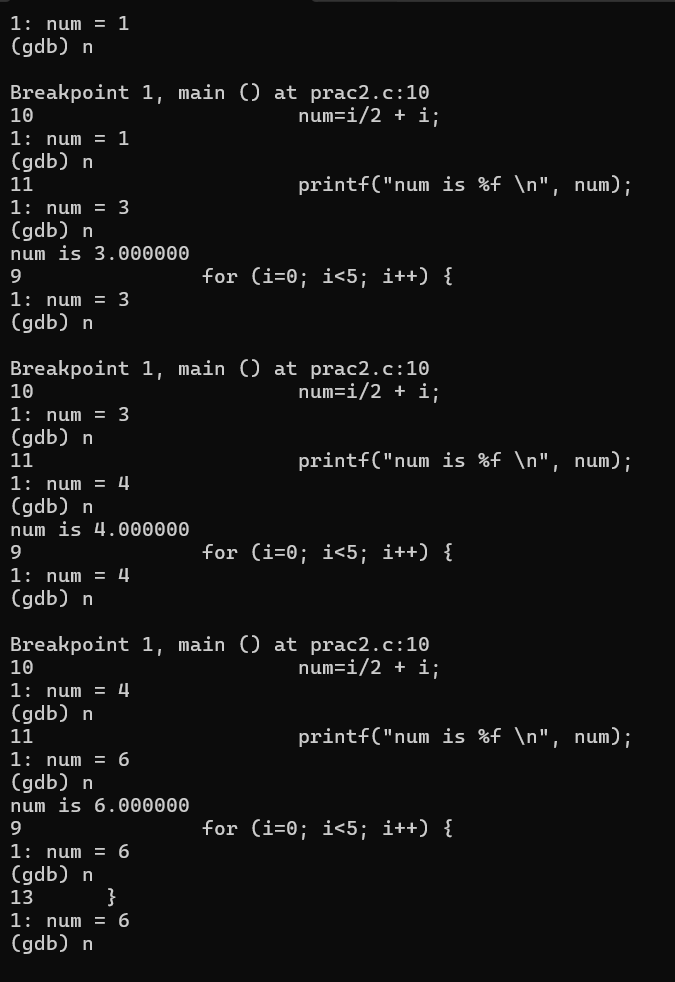 1: num = 1
(gdb) n
Breakpoint 1, main () at prac2.c:10
10                      num=i/2 + i;
1: num = 1
(gdb) n
11                      printf("num is %f \n", num);
1: num = 3
(gdb) n
num is 3.000000
9               for (i=0; i<5; i++) {
1: num = 3
(gdb) n
Breakpoint 1, main () at prac2.c:10
10                      num=i/2 + i;
1: num = 3
(gdb) n
11                      printf("num is %f \n", num);
1: num = 4
(gdb) n
num is 4.000000
9               for (i=0; i<5; i++) {
1: num = 4
(gdb) n
Breakpoint 1, main () at prac2.c:10
10                      num=i/2 + i;
1: num = 4
(gdb) n
11                      printf("num is %f \n", num);
1: num = 6
(gdb) n
num is 6.000000
9               for (i=0; i<5; i++) {
1: num = 6
(gdb) n
13      }
1: num = 6
(gdb) n